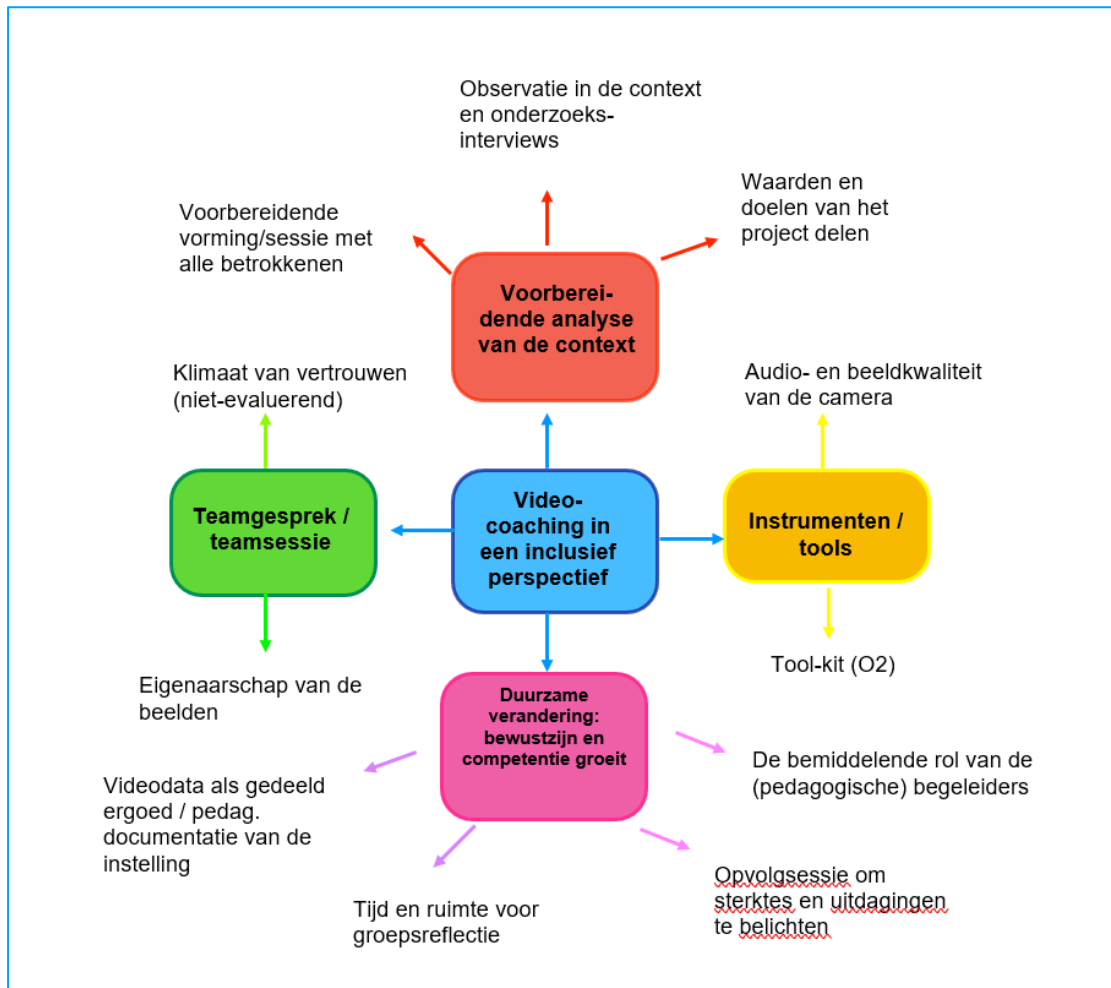 Observatie in de context
en onderzoeks-
interviews
Voorbereidende
vorming/sessie met
alle betrokkenen
Waarden en
doelen van het
project delen
Voorberei-
dende analyse
van de context
Klimaat van vertrouwen
(niet-evaluerend)
Audio- en beeldkwaliteit
van de camera
Teamgesprek /
teamsessie
Video-
coaching in
een inclusief
perspectief
Instrumenten /
tools
Eigenaarschap van de
beelden
Tool-kit (O2)
Duurzame
verandering:
bewustzijn en
competentie groeit
Videodata als gedeeld
ergoed / pedag.
documentatie van de
instelling
De bemiddelende rol van de
(pedagogische) begeleiders
Tijd en ruimte voor
groepsreflectie
Opvolgsessie om
sterktes en uitdagingen
te belichten